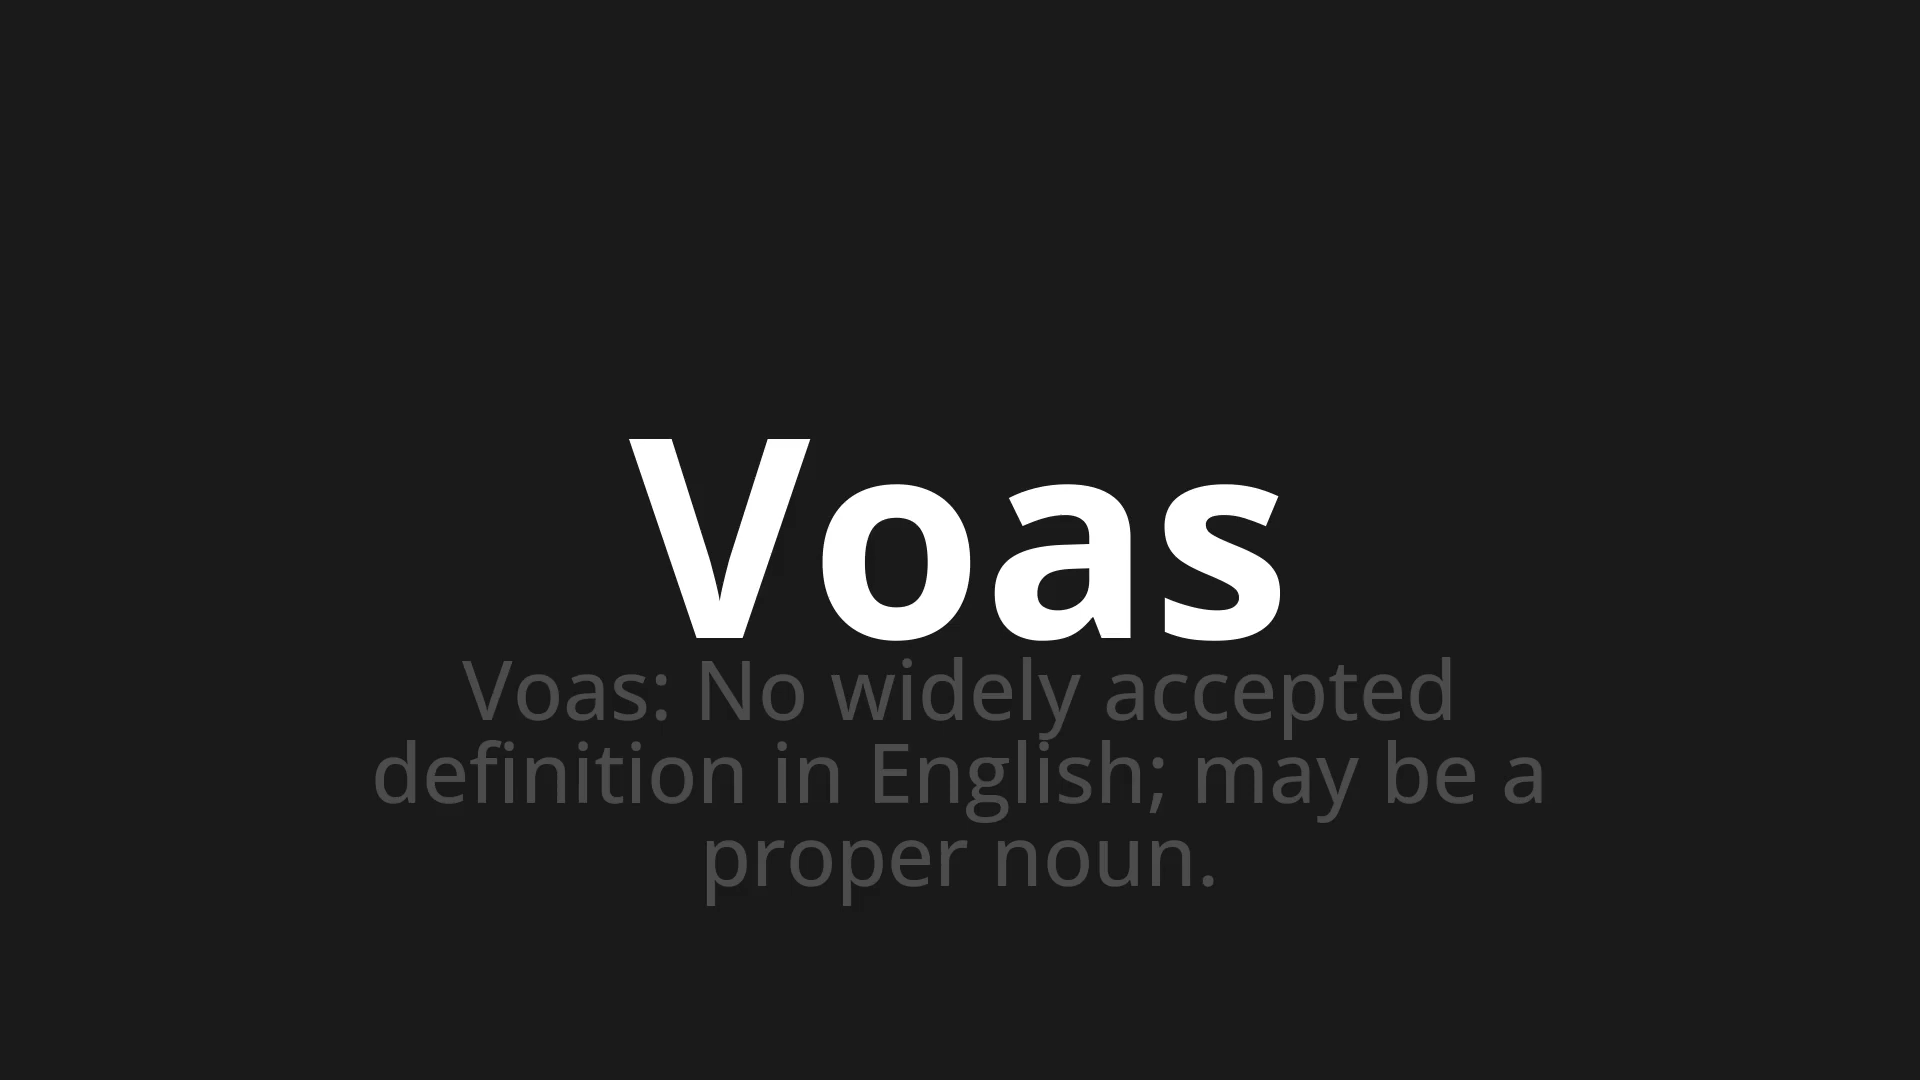 Voas
Voas: No widely accepted
definition in English; may be a
proper noun.